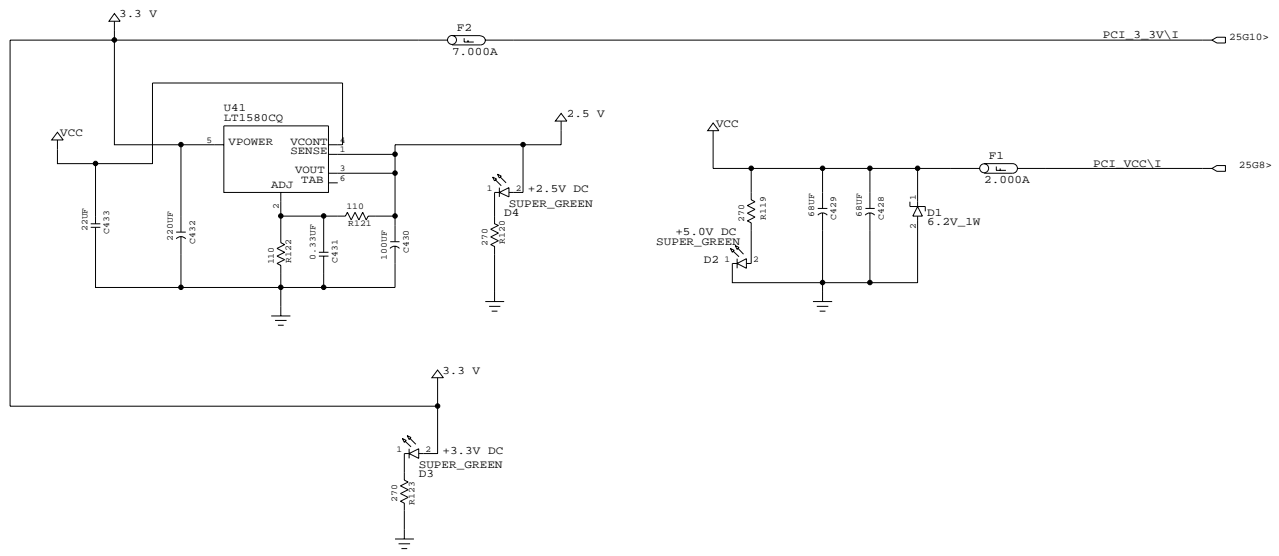 3.3 V
F2
7.000A
PCI_3_3V\I
25G10>
U41
LT1580CQ
VCC
5
VPOWER
VCONT
4
SENSE
1
VOUT
3
TAB
6
ADJ
2
2.5 V
22UF
C433
220UF
C432
110
R122
0.33UF
C431
110
R121
100UF
C430
1
2
+2.5V DC
SUPER_GREEN
D4
270
R120
VCC
F1
2.000A
PCI_VCC\I
25G8>
270
R119
+5.0V DC
SUPER_GREEN
D2
1
2
68UF
C429
68UF
C428
1
D1
6.2V_1W
2
3.3 V
1
2
+3.3V DC
SUPER_GREEN
D3
270
R123